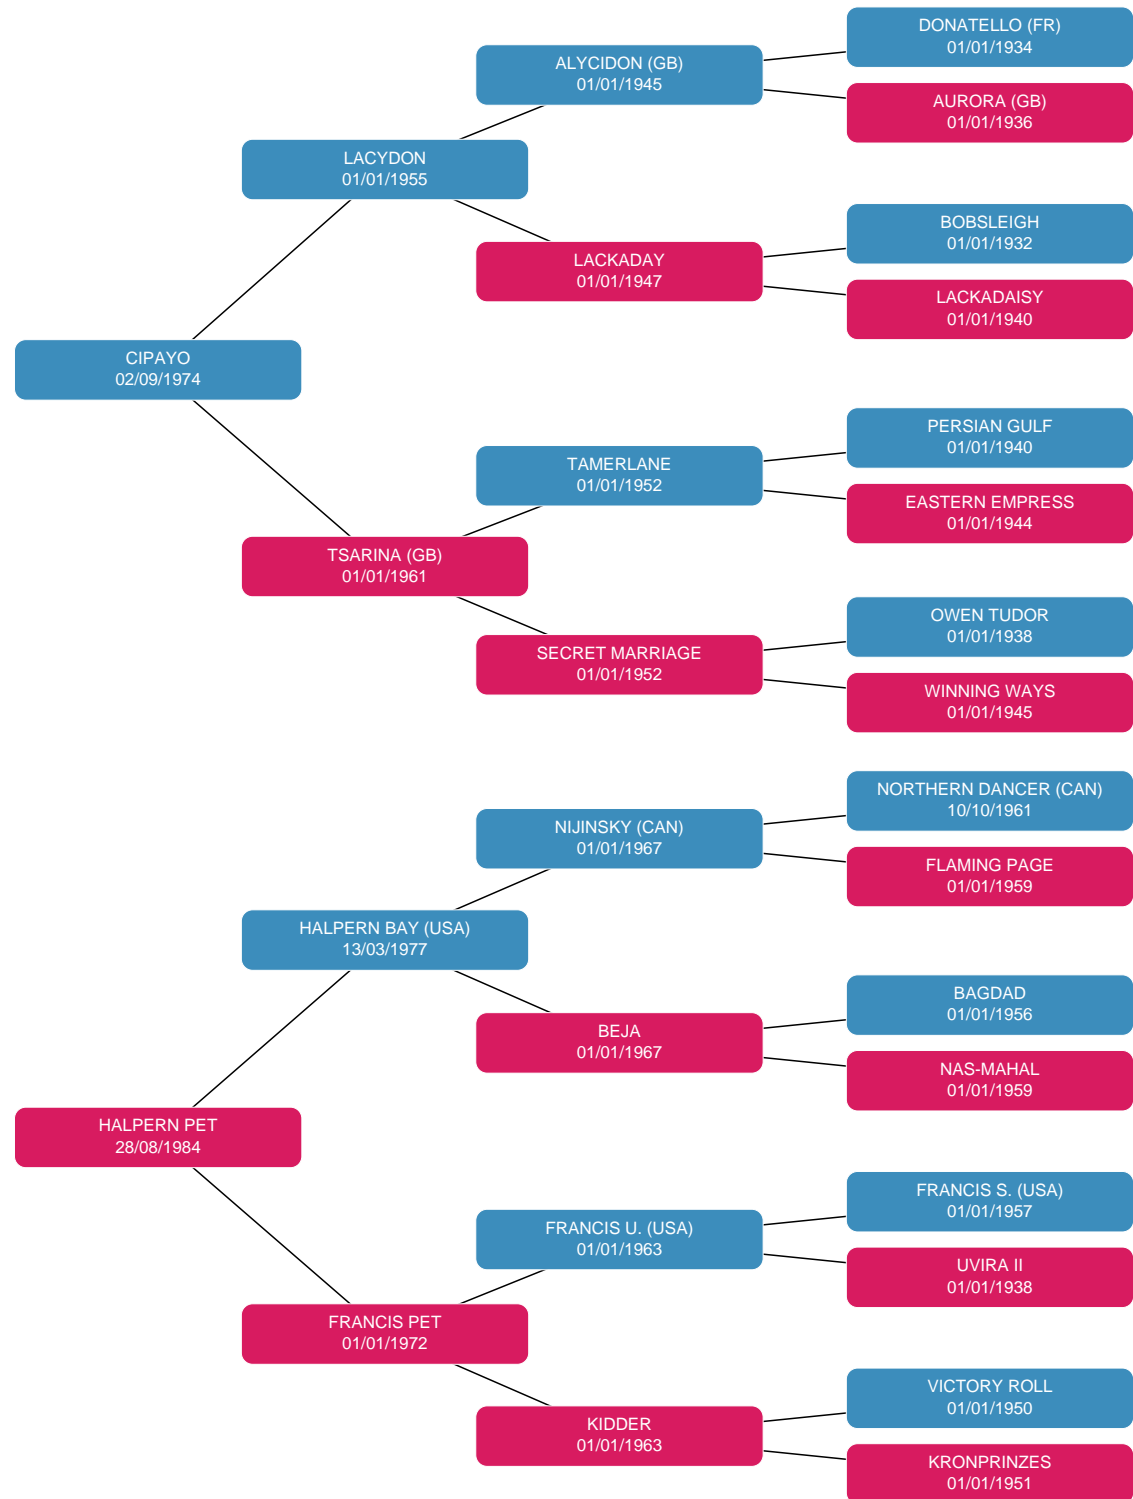 DONATELLO (FR)
01/01/1934
ALYCIDON (GB)
01/01/1945
AURORA (GB)
01/01/1936
LACYDON
01/01/1955
BOBSLEIGH
01/01/1932
LACKADAY
01/01/1947
LACKADAISY
01/01/1940
CIPAYO
02/09/1974
PERSIAN GULF
01/01/1940
TAMERLANE
01/01/1952
EASTERN EMPRESS
01/01/1944
TSARINA (GB)
01/01/1961
OWEN TUDOR
01/01/1938
SECRET MARRIAGE
01/01/1952
WINNING WAYS
01/01/1945
NORTHERN DANCER (CAN)
10/10/1961
NIJINSKY (CAN)
01/01/1967
FLAMING PAGE
01/01/1959
HALPERN BAY (USA)
13/03/1977
BAGDAD
01/01/1956
BEJA
01/01/1967
NAS-MAHAL
01/01/1959
HALPERN PET
28/08/1984
FRANCIS S. (USA)
01/01/1957
FRANCIS U. (USA)
01/01/1963
UVIRA II
01/01/1938
FRANCIS PET
01/01/1972
VICTORY ROLL
01/01/1950
KIDDER
01/01/1963
KRONPRINZES
01/01/1951